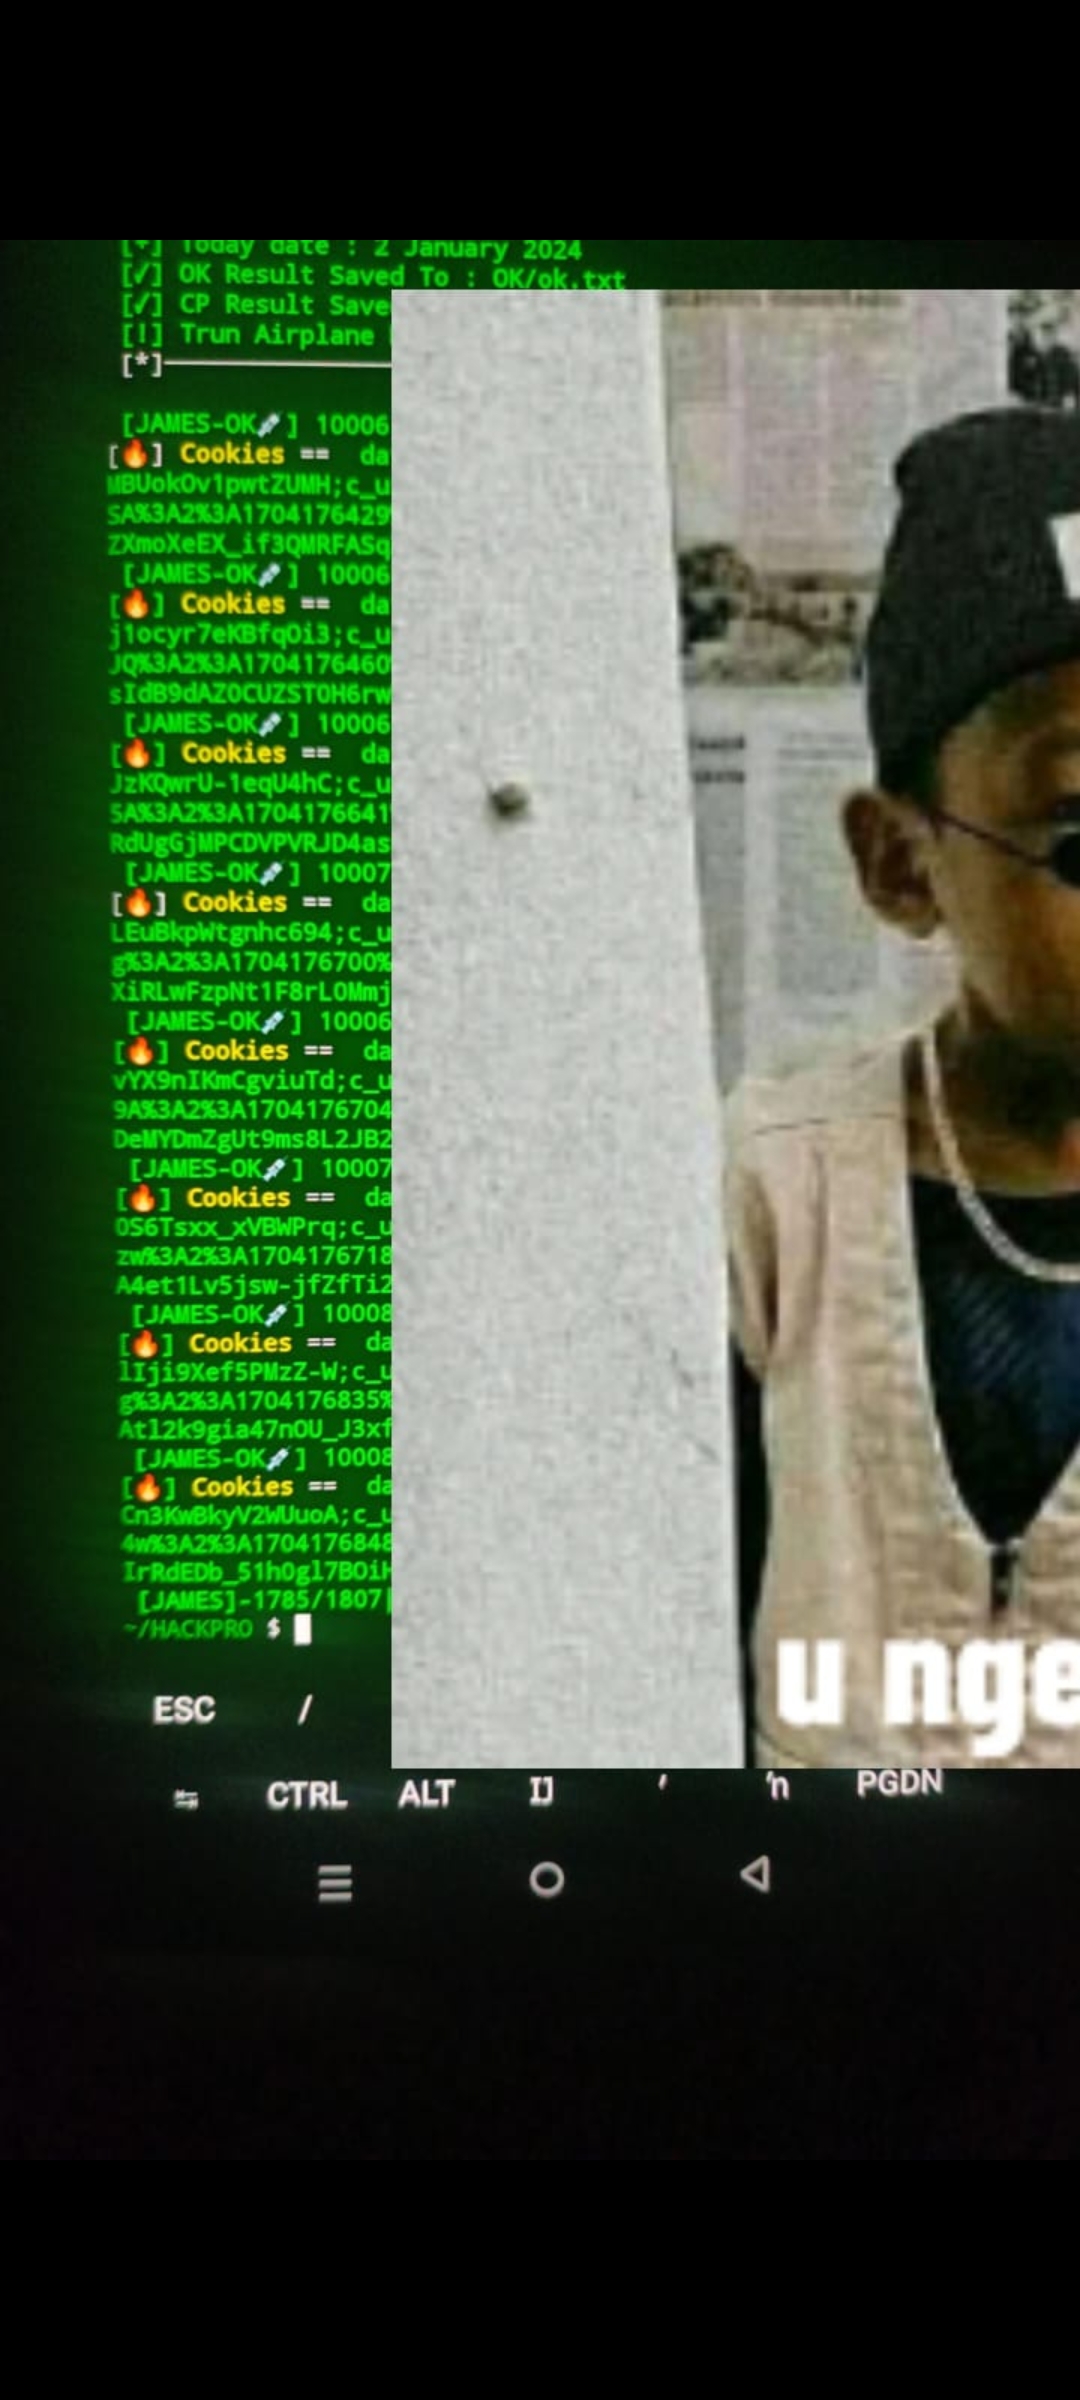 [+] Today date : 2 January 2024
[✓] OK Result Saved To : OK/ok.txt
[✓] CP Result Save
[!] Trun Airplane
[*]
[JAMES-OK💉] 10006
[🔥] Cookies == da
MBUokOv1pwtZUMH;c_u
SA%3A2%3A1704176429
ZXmoXeEX_if3QMRFASq
[JAMES-OK💉] 10006
[🔥] Cookies == da
j1ocyr7eKBfqOi3;c_u
JQ%3A2%3A1704176460
sIdB9dAZ0CUZST0H6rw
[JAMES-OK💉] 10006
[🔥] Cookies == da
JzKQwrU-1eqU4hC;c_u
5A%3A2%3A1704176641
RdUgGjMPCDVPVRJD4as
[JAMES-OK💉] 10007
[🔥] Cookies == da
LEuBkpWtgnhc694;c_u
g%3A2%3A1704176700%
XiRLwFzpNt1F8rL0Mmj
[JAMES-OK💉] 10006
[🔥] Cookies == da
vYX9nIKmCgviuTd;c_u
9A%3A2%3A1704176704
DeMYDmZgUt9ms8L2JB2
[JAMES-OK💉] 10007
[🔥] Cookies == da
0S6Tsxx_xVBWPrq;c_u
zw%3A2%3A1704176718
A4et1Lv5jsw-jfZfTi2
[JAMES-OK💉] 10008
[🔥] Cookies == da
lIji9Xef5PMzZ-W;c_u
g%3A2%3A1704176835%
Atl2k9gia47nOU_J3xf
[JAMES-OK💉] 10008
[🔥] Cookies == da
Cn3KwBkyV2WUuoA;c_u
4w%3A2%3A1704176848
IrRdEDb_51h0gl7BOiH
[JAMES]-1785/1807|
~/HACKPRO $
u nge
ESC /
CTRL ALT PGDN